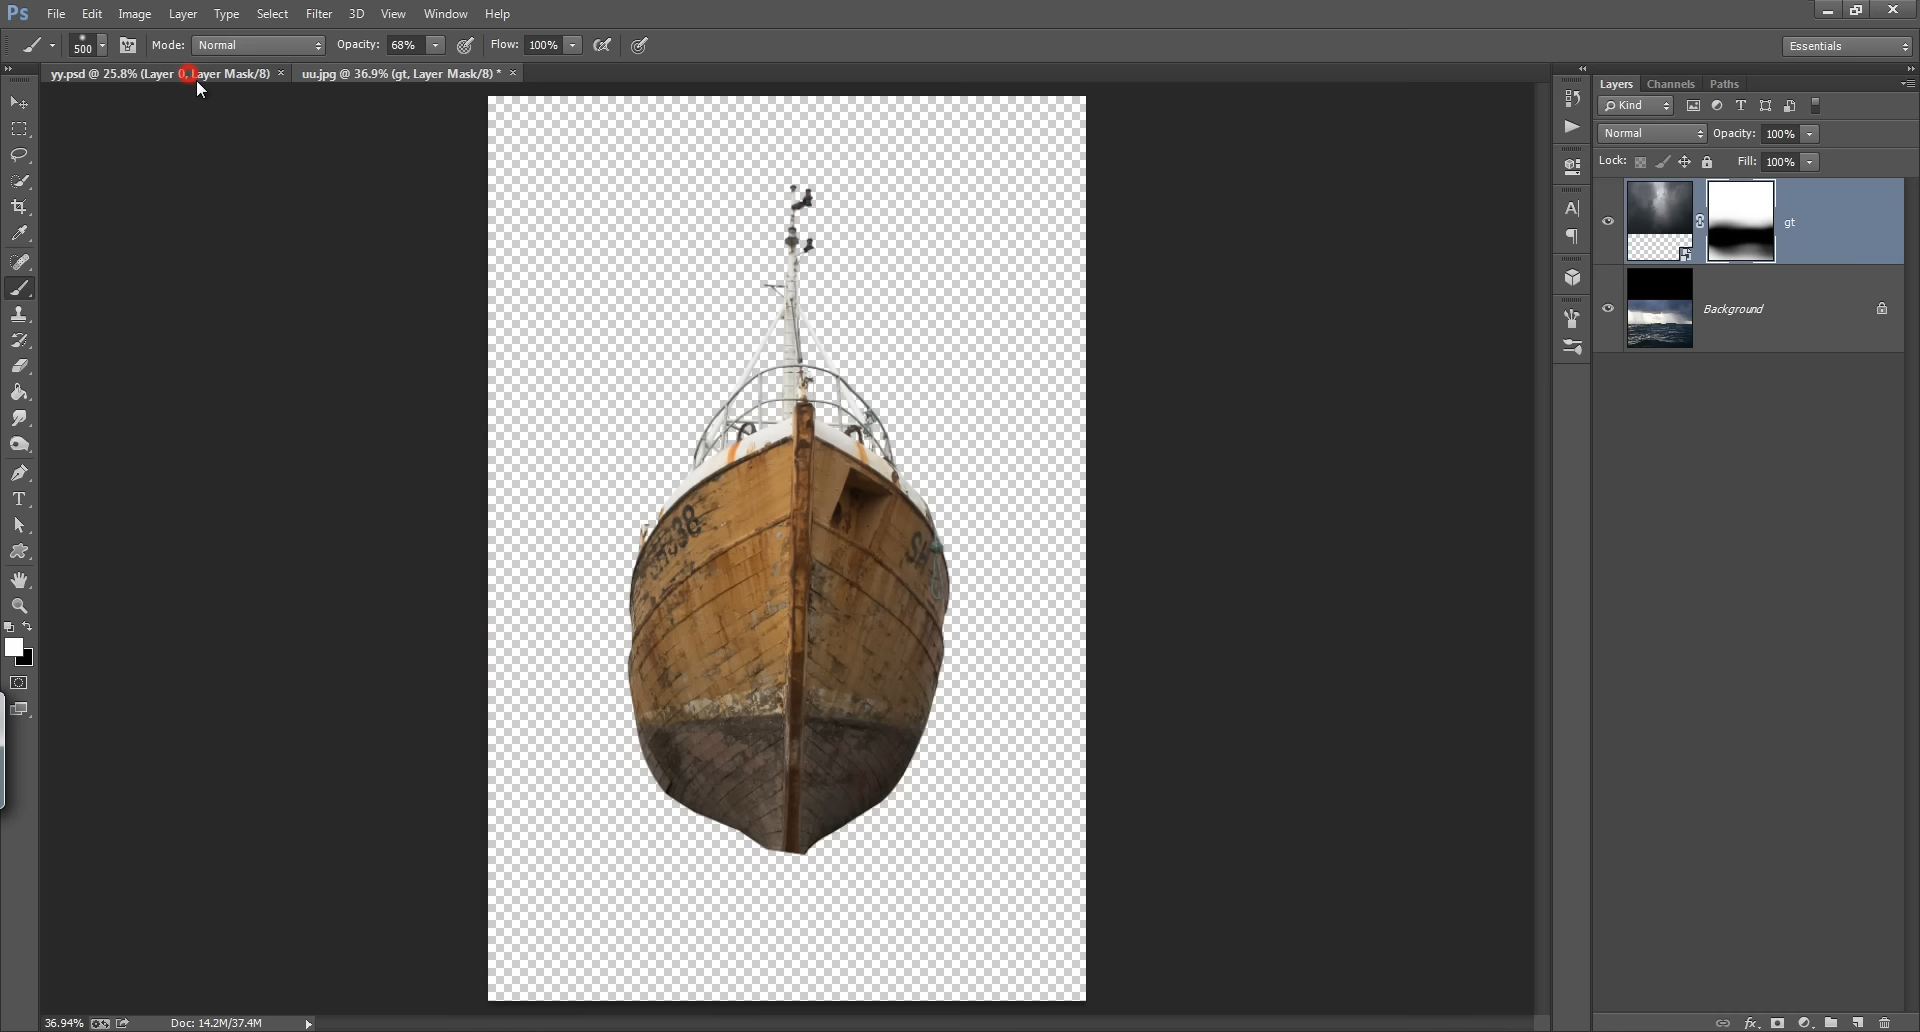 Ps File Edit Image Layer Type Select Filter 3D View Window Help
500 Mode: Normal Opacity: 68% Flow: 100% Essentials
yy.psd @ 25.8% (Layer 0, Layer Mask/8) × uu.jpg @ 36.9% (gt, Layer Mask/8) * ×
Layers Channels Paths
Kind
Normal Opacity: 100%
Lock: Fill: 100%
gt
Background
36.94% Doc: 14.2M/37.4M